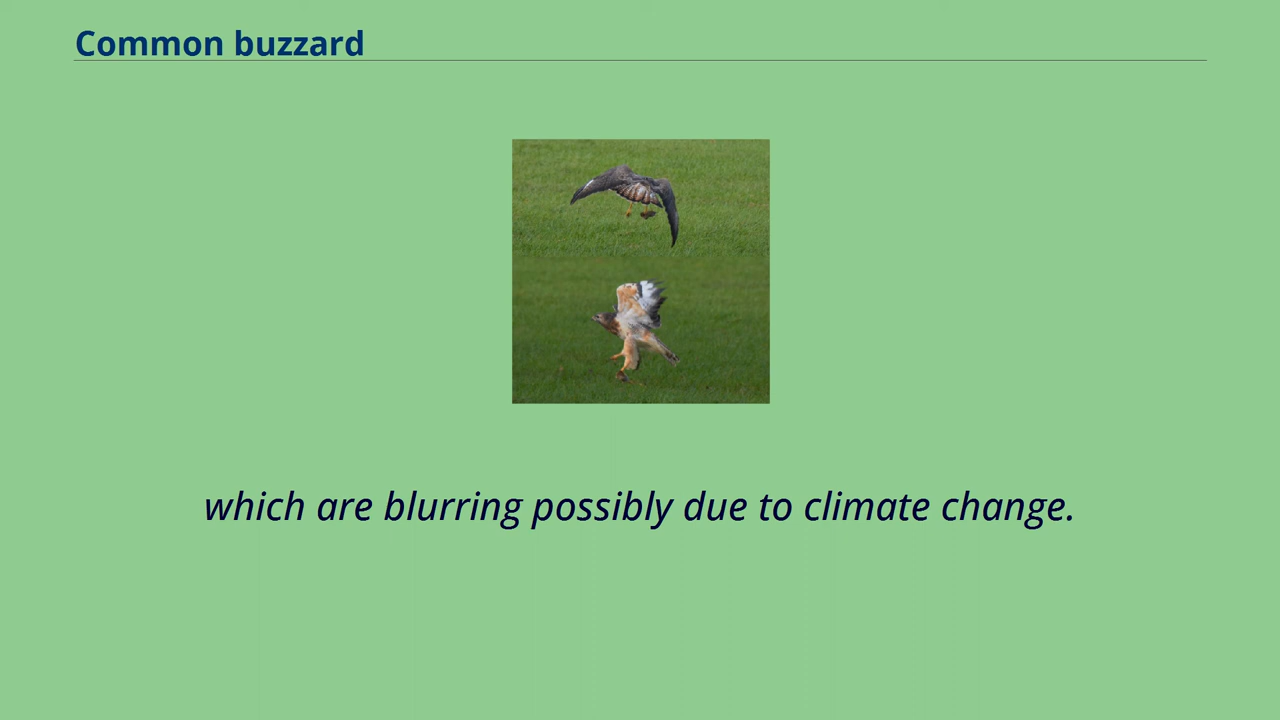 Common buzzard
which are blurring possibly due to climate change.